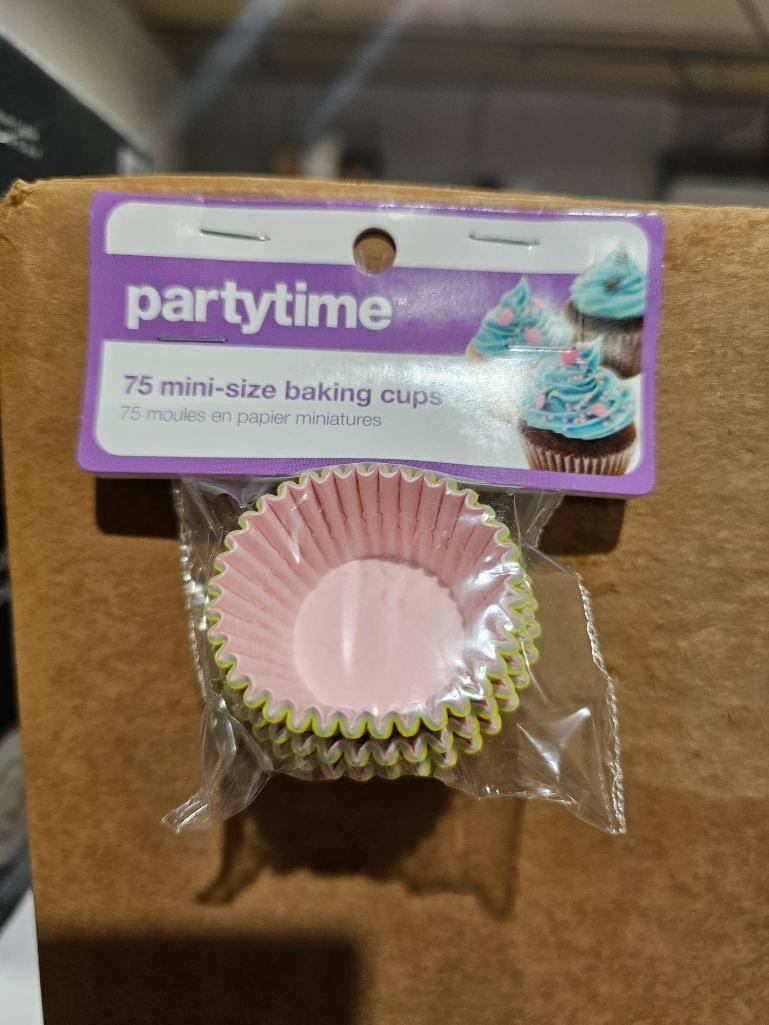 partytime
75 mini-size baking cups
75 moules en papier miniatures